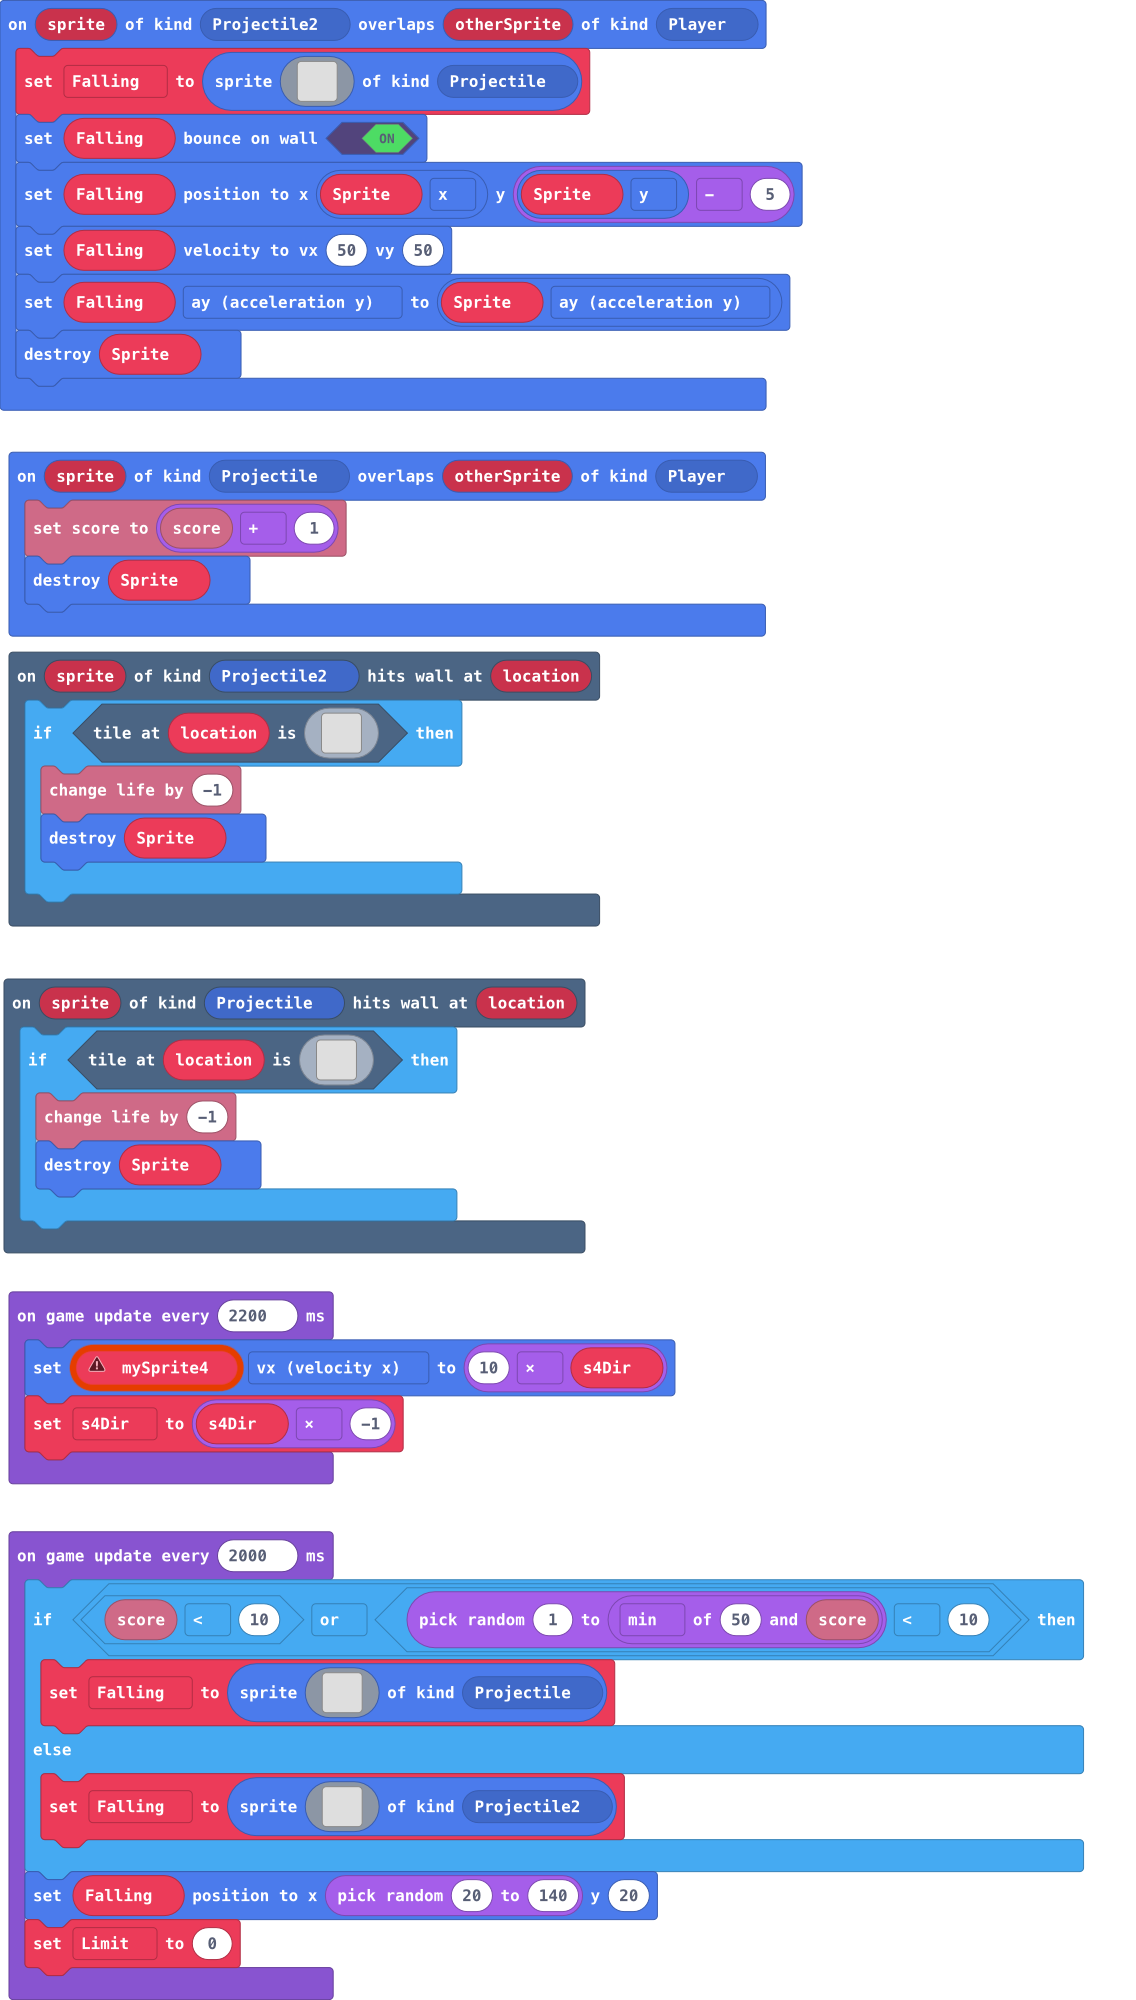 on sprite of kind Projectile2 overlaps otherSprite of kind Player
set Falling to sprite of kind Projectile
set Falling bounce on wall ON
set Falling position to x Sprite x y Sprite y - 5
set Falling velocity to vx 50 vy 50
set Falling ay (acceleration y) to Sprite ay (acceleration y)
destroy Sprite
on sprite of kind Projectile overlaps otherSprite of kind Player
set score to score + 1
destroy Sprite
on sprite of kind Projectile2 hits wall at location
if tile at location is then
change life by -1
destroy Sprite
on sprite of kind Projectile hits wall at location
if tile at location is then
change life by -1
destroy Sprite
on game update every 2200 ms
set mySprite4 vx (velocity x) to 10 × s4Dir
set s4Dir to s4Dir × -1
on game update every 2000 ms
if score < 10 or pick random 1 to min of 50 and score < 10 then
set Falling to sprite of kind Projectile
else
set Falling to sprite of kind Projectile2
set Falling position to x pick random 20 to 140 y 20
set Limit to 0